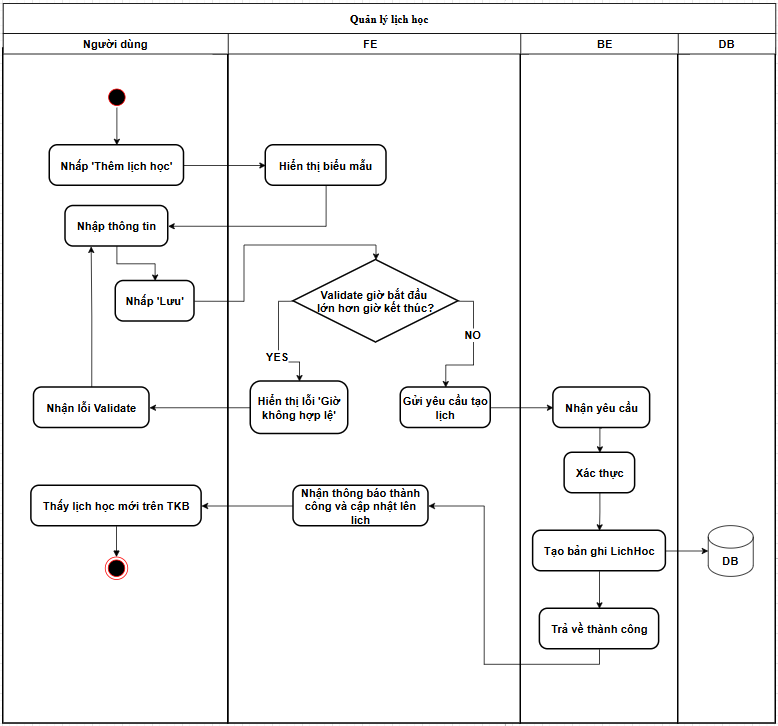 Quản lý lịch học
Người dùng
FE
BE
DB
Nhấp 'Thêm lịch học'
Hiển thị biểu mẫu
Nhập thông tin
Nhấp 'Lưu'
Validate giờ bắt đầu
lớn hơn giờ kết thúc?
NO
YES
Nhận lỗi Validate
Hiển thị lỗi 'Giờ
không hợp lệ'
Gửi yêu cầu tạo
lịch
Nhận yêu cầu
Xác thực
Thấy lịch học mới trên TKB
Nhận thông báo thành
công và cập nhật lên
lich
Tạo bản ghi LichHoc
DB
Trả về thành công